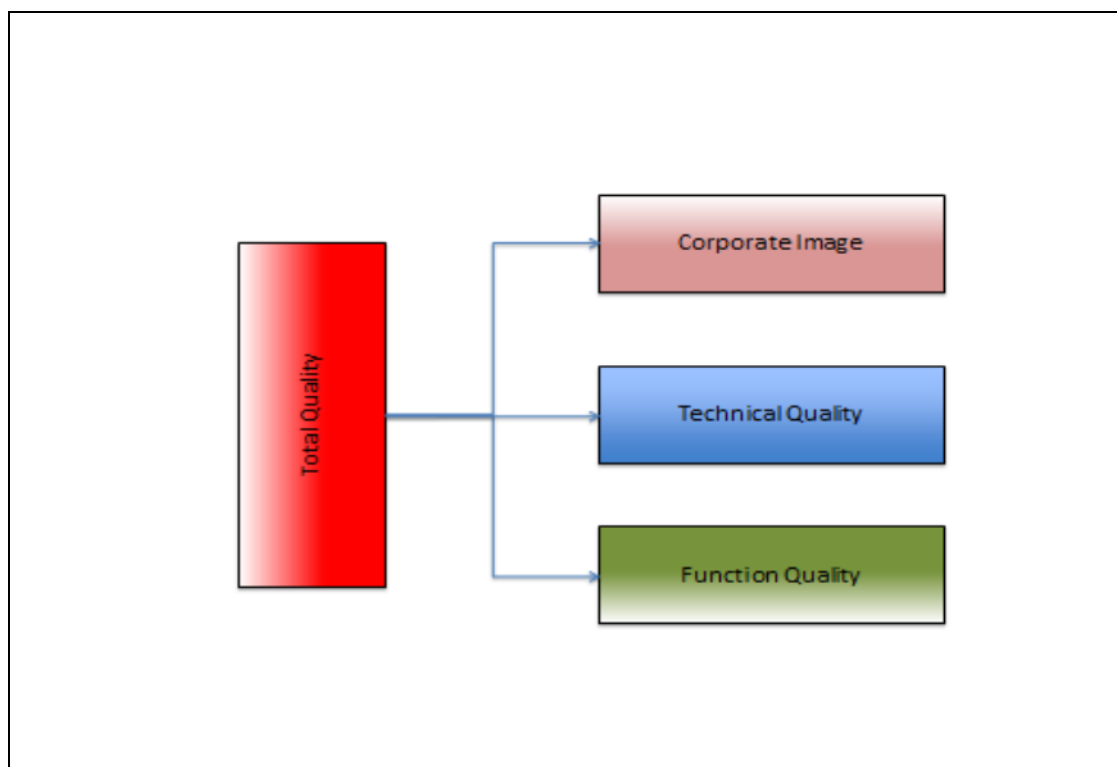 Total Quality
Corporate Image
Technical Quality
Function Quality